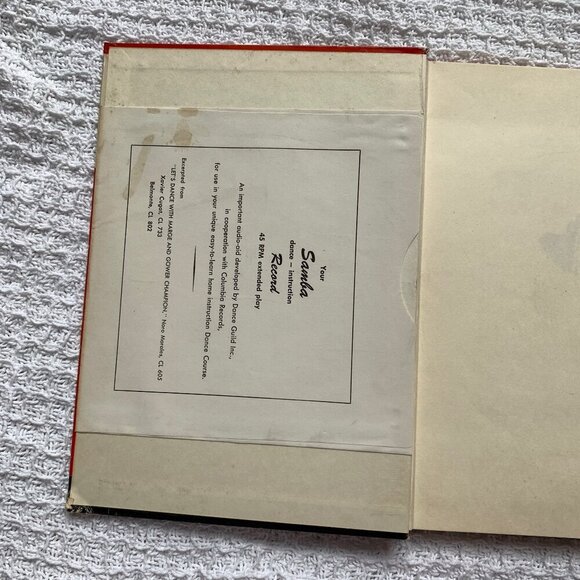 Your
Samba
dance - instruction
Record
45 RPM extended play
An important audio-aid developed by Dance Guild Inc.,
in cooperation with Columbia Records,
for use in your unique easy-to-learn home instruction Dance Course.
Excerpted from
"LET'S DANCE WITH MARGE AND GOWER CHAMPION," Noro Morales, CL 605
Xavier Cugat, CL 733
Belmonte, CL 802